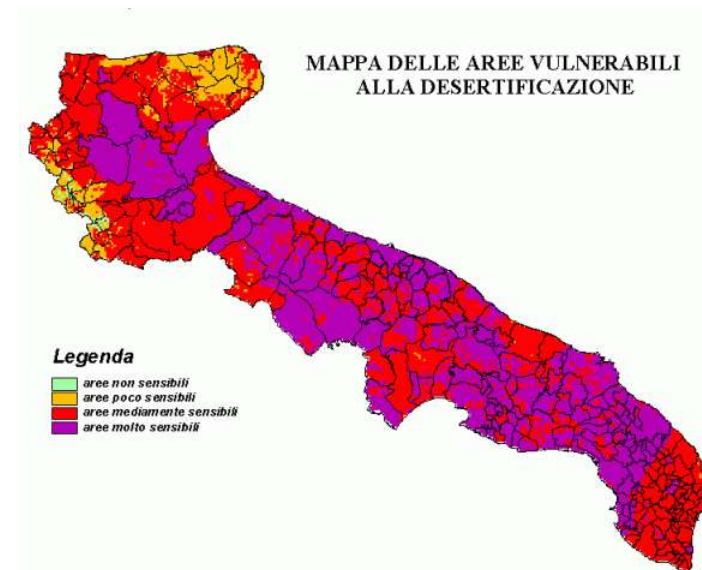 MAPPA DELLE AREE VULNERABILI
ALLA DESERTIFICAZIONE
Legenda
aree non sensibili
aree poco sensibili
aree mediamente sensibili
aree molto sensibili